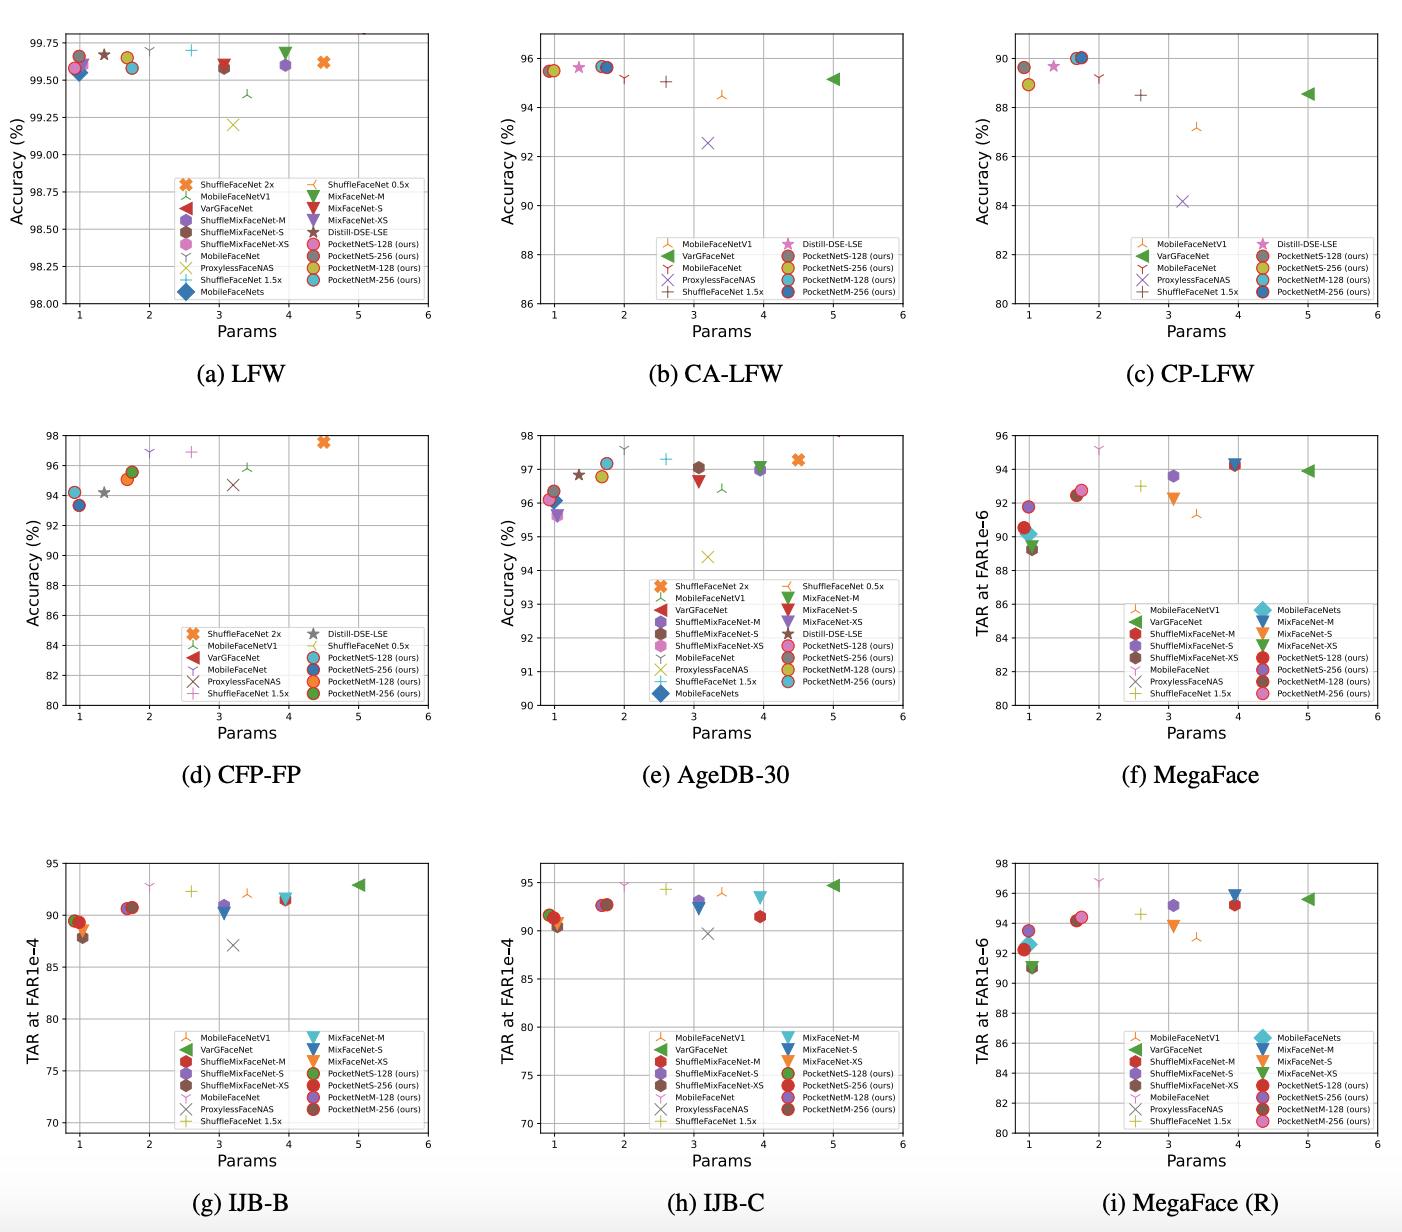 99.75
99.50
99.25
99.00
98.75
98.50
98.25
98.00
Accuracy (%)
ShuffleFaceNet 2x
MobileFaceNetV1
VarGFaceNet
ShuffleMixFaceNet-M
ShuffleMixFaceNet-S
ShuffleMixFaceNet-XS
MobileFaceNet
ProxylessFaceNAS
ShuffleFaceNet 1.5x
MobileFaceNets
ShuffleFaceNet 0.5x
MixFaceNet-M
MixFaceNet-S
MixFaceNet-XS
Distill-DSE-LSE
PocketNetS-128 (ours)
PocketNetS-256 (ours)
PocketNetM-128 (ours)
PocketNetM-256 (ours)
1 2 3 4 5 6
Params
(a) LFW
96
94
92
90
88
86
Accuracy (%)
MobileFaceNetV1
VarGFaceNet
MobileFaceNet
ProxylessFaceNAS
ShuffleFaceNet 1.5x
Distill-DSE-LSE
PocketNetS-128 (ours)
PocketNetS-256 (ours)
PocketNetM-128 (ours)
PocketNetM-256 (ours)
1 2 3 4 5 6
Params
(b) CA-LFW
90
88
86
84
82
80
Accuracy (%)
MobileFaceNetV1
VarGFaceNet
MobileFaceNet
ProxylessFaceNAS
ShuffleFaceNet 1.5x
Distill-DSE-LSE
PocketNetS-128 (ours)
PocketNetS-256 (ours)
PocketNetM-128 (ours)
PocketNetM-256 (ours)
1 2 3 4 5 6
Params
(c) CP-LFW
98
96
94
92
90
88
86
84
82
80
Accuracy (%)
ShuffleFaceNet 2x
MobileFaceNetV1
VarGFaceNet
MobileFaceNet
ProxylessFaceNAS
ShuffleFaceNet 1.5x
Distill-DSE-LSE
ShuffleFaceNet 0.5x
PocketNetS-128 (ours)
PocketNetS-256 (ours)
PocketNetM-128 (ours)
PocketNetM-256 (ours)
1 2 3 4 5 6
Params
(d) CFP-FP
98
97
96
95
94
93
92
91
90
Accuracy (%)
ShuffleFaceNet 2x
MobileFaceNetV1
VarGFaceNet
ShuffleMixFaceNet-M
ShuffleMixFaceNet-S
ShuffleMixFaceNet-XS
MobileFaceNet
ProxylessFaceNAS
ShuffleFaceNet 1.5x
MobileFaceNets
ShuffleFaceNet 0.5x
MixFaceNet-M
MixFaceNet-S
MixFaceNet-XS
Distill-DSE-LSE
PocketNetS-128 (ours)
PocketNetS-256 (ours)
PocketNetM-128 (ours)
PocketNetM-256 (ours)
1 2 3 4 5 6
Params
(e) AgeDB-30
96
94
92
90
88
86
84
82
80
TAR at FAR1e−6
MobileFaceNetV1
VarGFaceNet
ShuffleMixFaceNet-M
ShuffleMixFaceNet-S
ShuffleMixFaceNet-XS
MobileFaceNet
ProxylessFaceNAS
ShuffleFaceNet 1.5x
MobileFaceNets
MixFaceNet-M
MixFaceNet-S
MixFaceNet-XS
PocketNetS-128 (ours)
PocketNetS-256 (ours)
PocketNetM-128 (ours)
PocketNetM-256 (ours)
1 2 3 4 5 6
Params
(f) MegaFace
95
90
85
80
75
70
TAR at FAR1e−4
MobileFaceNetV1
VarGFaceNet
ShuffleMixFaceNet-M
ShuffleMixFaceNet-S
ShuffleMixFaceNet-XS
MobileFaceNet
ProxylessFaceNAS
ShuffleFaceNet 1.5x
MixFaceNet-M
MixFaceNet-S
MixFaceNet-XS
PocketNetS-128 (ours)
PocketNetS-256 (ours)
PocketNetM-128 (ours)
PocketNetM-256 (ours)
1 2 3 4 5 6
Params
(g) IJB-B
95
90
85
80
75
70
TAR at FAR1e−4
MobileFaceNetV1
VarGFaceNet
ShuffleMixFaceNet-M
ShuffleMixFaceNet-S
ShuffleMixFaceNet-XS
MobileFaceNet
ProxylessFaceNAS
ShuffleFaceNet 1.5x
MixFaceNet-M
MixFaceNet-S
MixFaceNet-XS
PocketNetS-128 (ours)
PocketNetS-256 (ours)
PocketNetM-128 (ours)
PocketNetM-256 (ours)
1 2 3 4 5 6
Params
(h) IJB-C
98
96
94
92
90
88
86
84
82
80
TAR at FAR1e−6
MobileFaceNetV1
VarGFaceNet
ShuffleMixFaceNet-M
ShuffleMixFaceNet-S
ShuffleMixFaceNet-XS
MobileFaceNet
ProxylessFaceNAS
ShuffleFaceNet 1.5x
MobileFaceNets
MixFaceNet-M
MixFaceNet-S
MixFaceNet-XS
PocketNetS-128 (ours)
PocketNetS-256 (ours)
PocketNetM-128 (ours)
PocketNetM-256 (ours)
1 2 3 4 5 6
Params
(i) MegaFace (R)